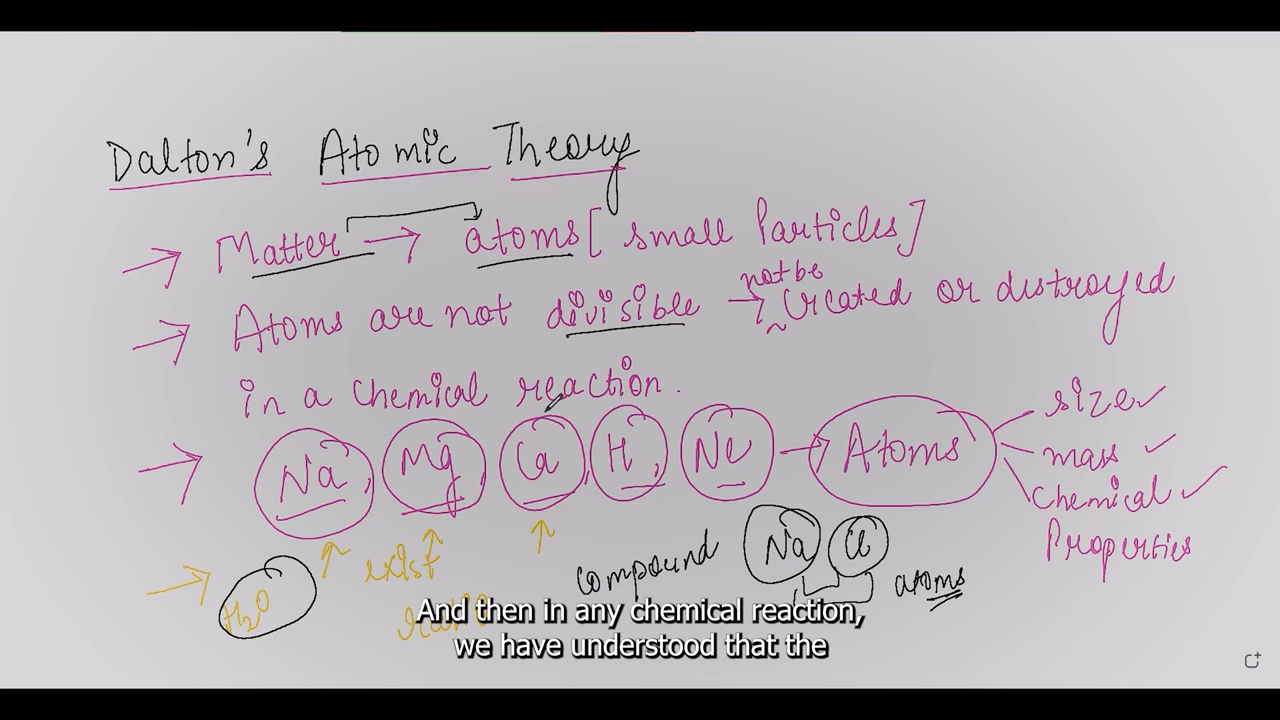 Dalton's Atomic Theory
→ Matter → atoms [small Particles]
→ Atoms are not divisible → not be Created or destroyed
in a Chemical reaction.
→ Na, Mg, Ca, H, Ne → Atoms
size ✓
mass ✓
Chemical ✓
Properties
→ H₂O exist
compound Na Cl atoms
And then in any chemical reaction,
we have understood that the